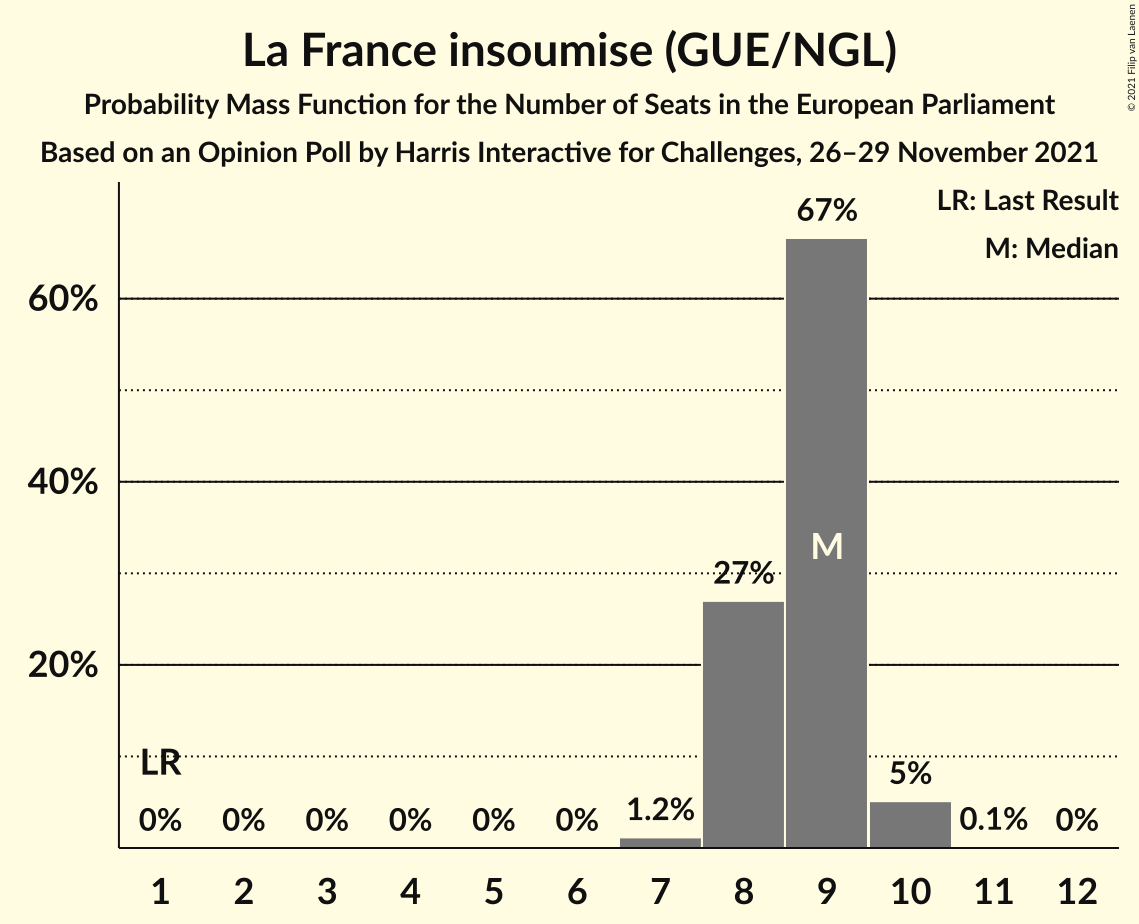 La France insoumise (GUE/NGL)
Probability Mass Function for the Number of Seats in the European Parliament
Based on an Opinion Poll by Harris Interactive for Challenges, 26–29 November 2021
© 2021 Filip van Laenen
LR: Last Result
M: Median
67%
60%
40%
M
27%
20%
LR
5%
0% 0% 0% 0% 0% 0% 1.2% 0.1% 0%
1 2 3 4 5 6 7 8 9 10 11 12